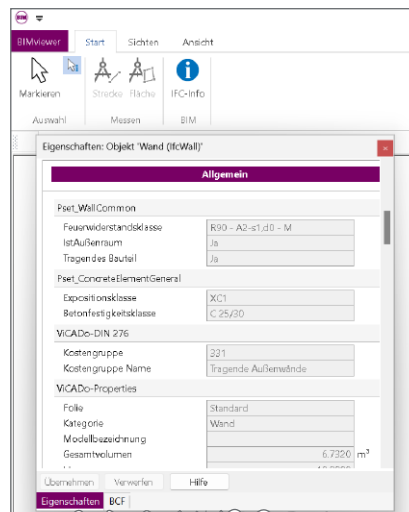 BIM
BIMviewer Start Sichten Ansicht
Markieren Strecke Fläche IFC-Info
Auswahl Messen BIM
Eigenschaften: Objekt 'Wand (IfcWall)'
Allgemein
Pset_WallCommon
Feuerwiderstandsklasse R90 - A2-s1,d0 - M
IstAußenraum Ja
Tragendes Bauteil Ja
Pset_ConcreteElementGeneral
Expositionsklasse XC1
Betonfestigkeitsklasse C 25/30
ViCADo-DIN 276
Kostengruppe 331
Kostengruppe Name Tragende Außenwände
ViCADo-Properties
Folie Standard
Kategorie Wand
Modellbezeichnung
Gesamtvolumen 6.7320 m³
Übernehmen Verwerfen Hilfe
Eigenschaften BCF